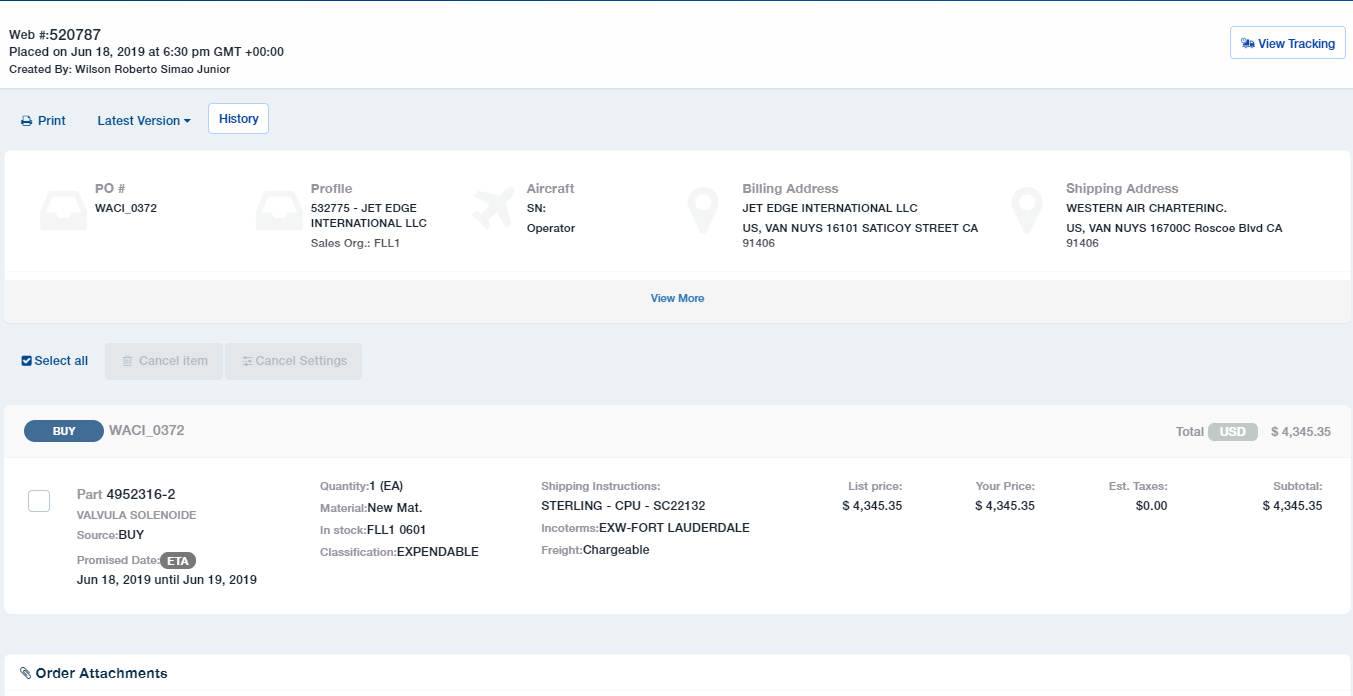 Web #:520787
Placed on Jun 18, 2019 at 6:30 pm GMT +00:00
Created By: Wilson Roberto Simao Junior
View Tracking
Print
Latest Version
History
PO #
WACI_0372
Profile
532775 - JET EDGE
INTERNATIONAL LLC
Sales Org.: FLL1
Aircraft
SN:
Operator
Billing Address
JET EDGE INTERNATIONAL LLC
US, VAN NUYS 16101 SATICOY STREET CA
91406
Shipping Address
WESTERN AIR CHARTERINC.
US, VAN NUYS 16700C Roscoe Blvd CA
91406
View More
Select all
Cancel item
Cancel Settings
BUY WACI_0372
Total USD $ 4,345.35
Part 4952316-2
VALVULA SOLENOIDE
Source:BUY
Promised Date: ETA
Jun 18, 2019 until Jun 19, 2019
Quantity:1 (EA)
Material:New Mat.
In stock:FLL1 0601
Classification:EXPENDABLE
Shipping Instructions:
STERLING - CPU - SC22132
Incoterms:EXW-FORT LAUDERDALE
Freight:Chargeable
List price:
$ 4,345.35
Your Price:
$ 4,345.35
Est. Taxes:
$0.00
Subtotal:
$ 4,345.35
Order Attachments